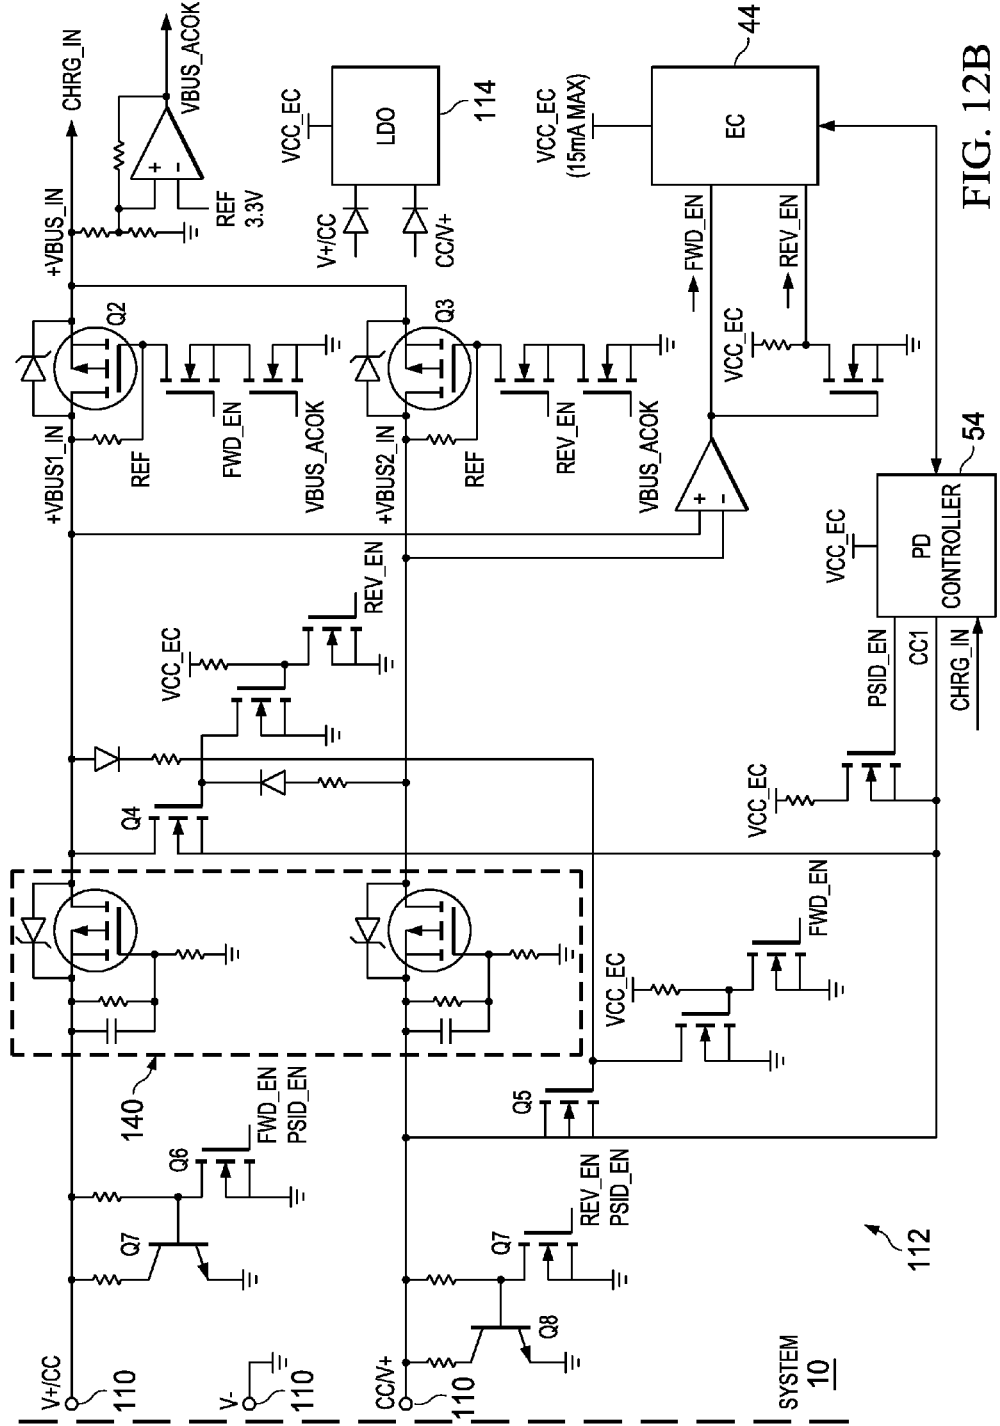 CHRG_IN
VBUS_ACOK
+VBUS_IN
REF
3.3V
VCC_EC
LDO
114
V+/CC
CC/V+
VCC_EC
(15mA MAX)
44
EC
FWD_EN
REV_EN
FIG. 12B
Q2
+VBUS1_IN
REF
FWD_EN
VBUS_ACOK
Q3
+VBUS2_IN
REF
REV_EN
VBUS_ACOK
VCC_EC
VCC_EC
54
PD
CONTROLLER
PSID_EN
CC1
CHRG_IN
VCC_EC
REV_EN
VCC_EC
Q4
VCC_EC
FWD_EN
Q5
140
FWD_EN
PSID_EN
Q6
Q7
REV_EN
PSID_EN
Q7
Q8
112
V+/CC
110
V-
110
CC/V+
110
SYSTEM
10